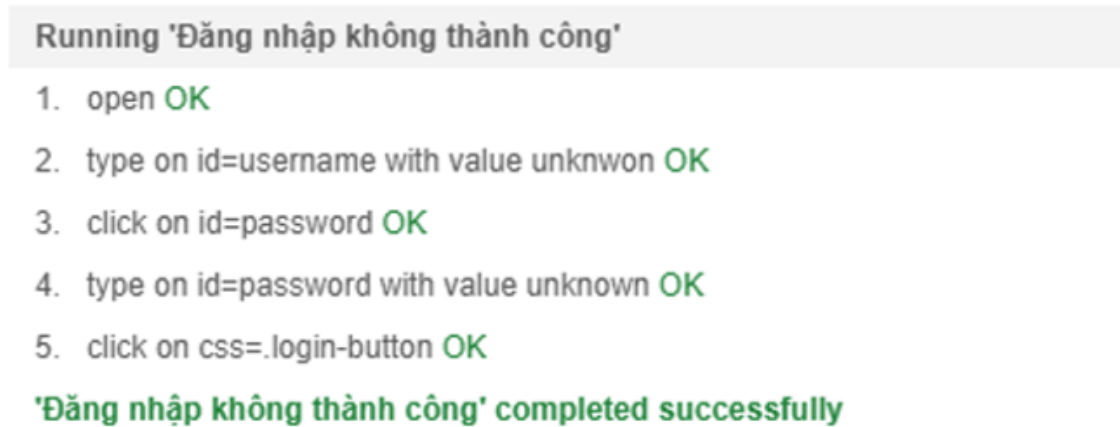 Running 'Đăng nhập không thành công'
1. open OK
2. type on id=username with value unknwon OK
3. click on id=password OK
4. type on id=password with value unknown OK
5. click on css=.login-button OK
'Đăng nhập không thành công' completed successfully